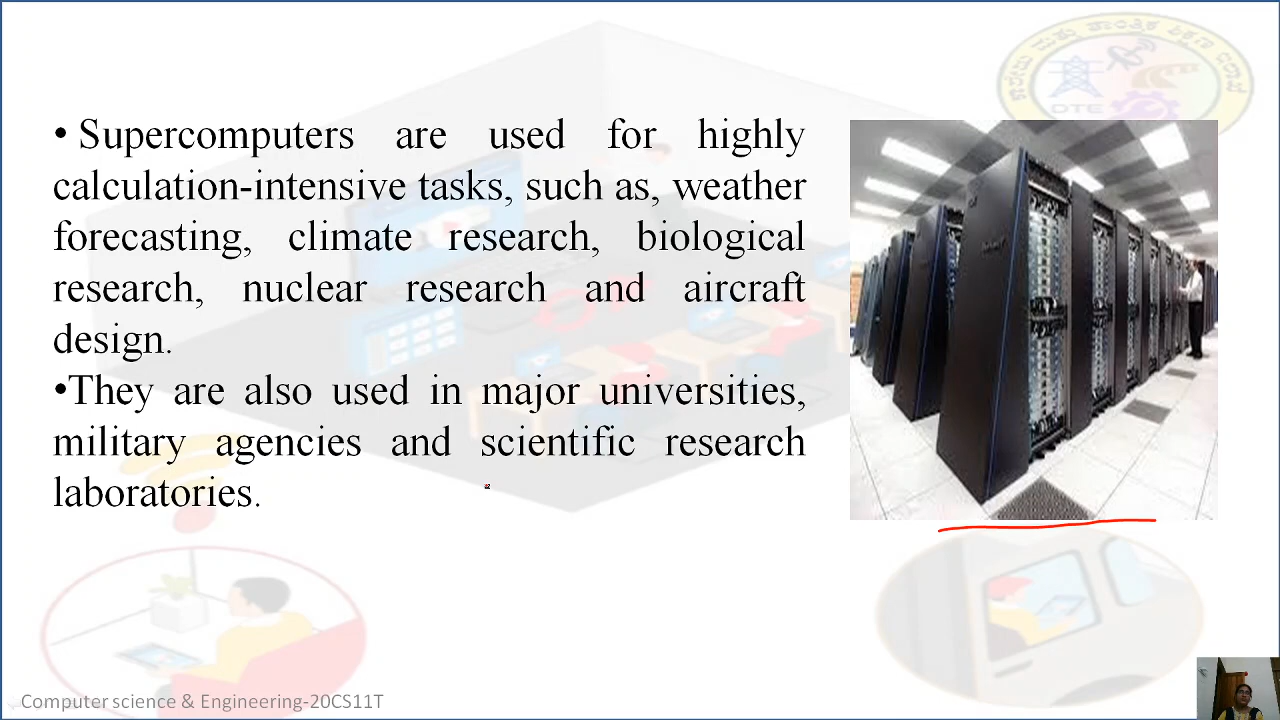 • Supercomputers are used for highly
calculation-intensive tasks, such as, weather
forecasting, climate research, biological
research, nuclear research and aircraft
design.
•They are also used in major universities,
military agencies and scientific research
laboratories.
DTE
Computer science & Engineering-20CS11T